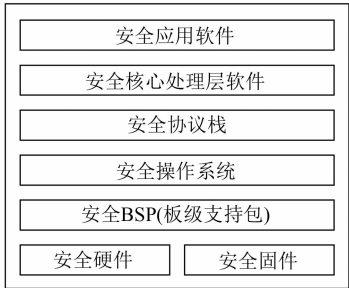 安全应用软件
安全核心处理层软件
安全协议栈
安全操作系统
安全BSP(板级支持包)
安全硬件 安全固件